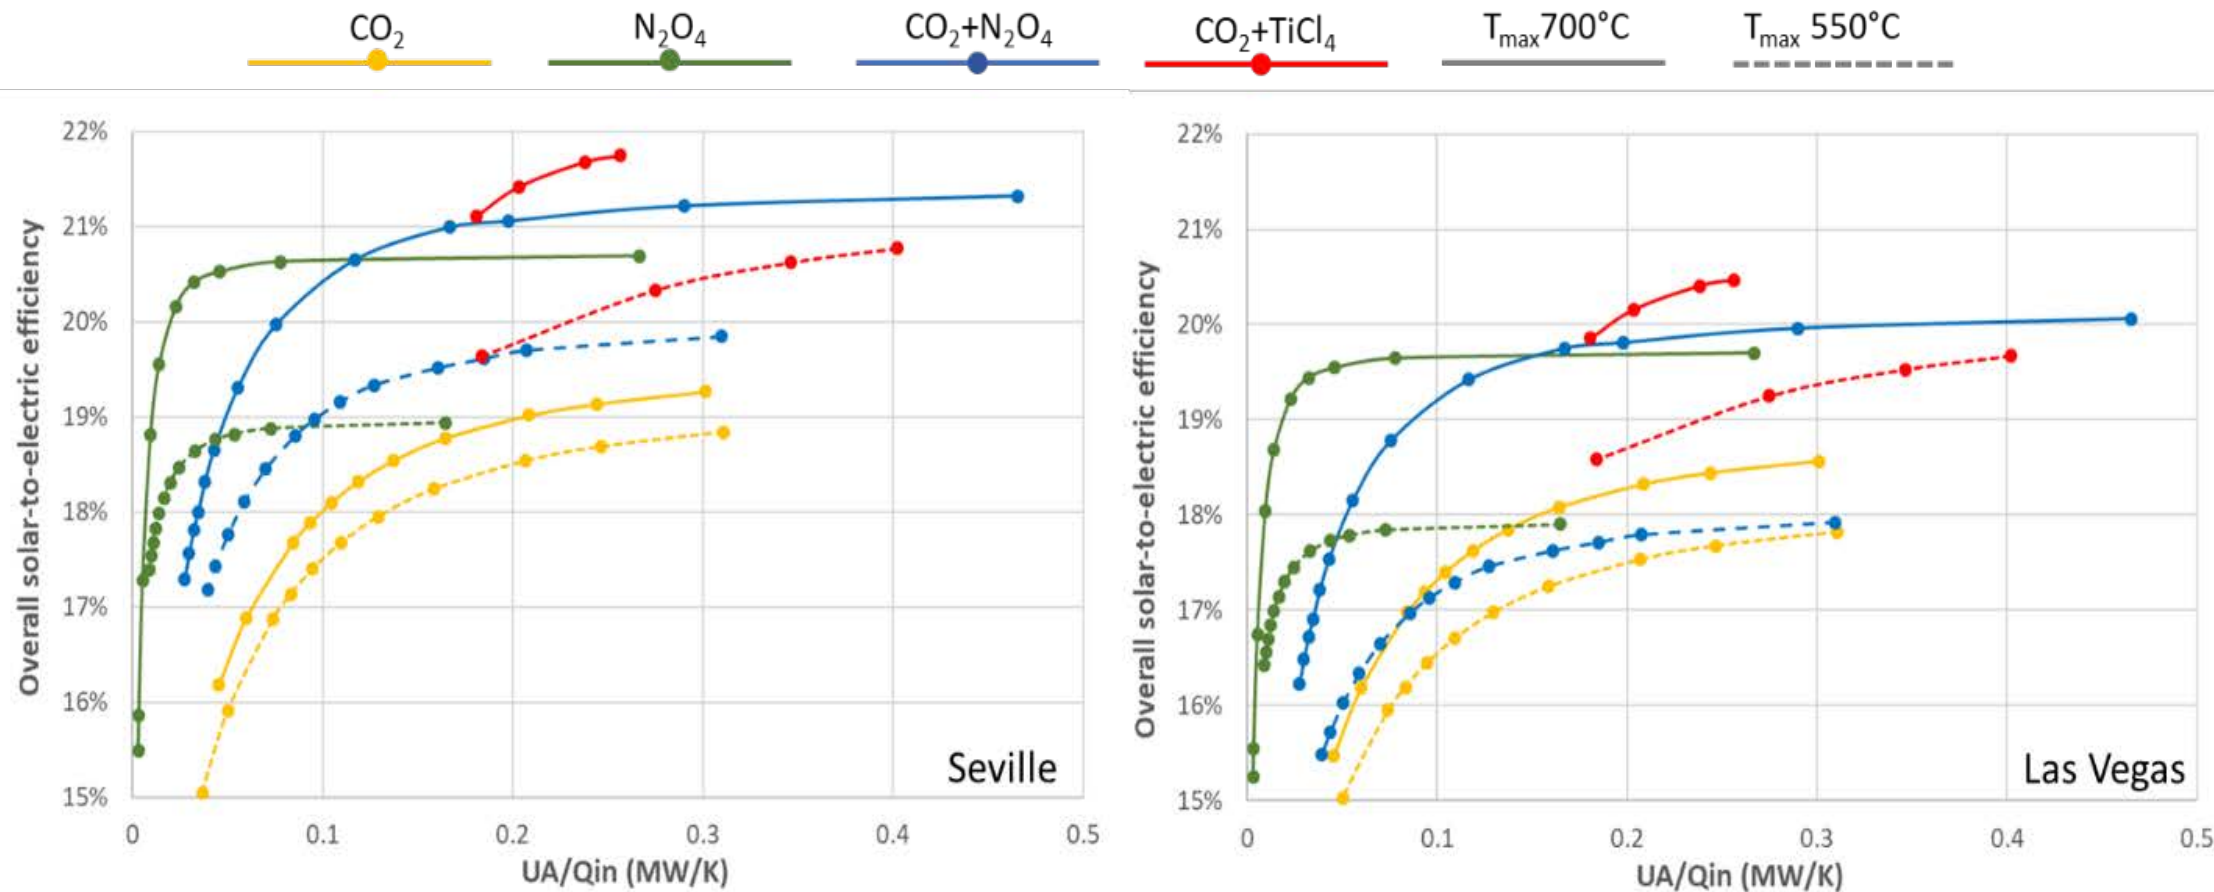 CO₂ N₂O₄ CO₂+N₂O₄ CO₂+TiCl₄ Tmax700°C Tmax 550°C
22%
21%
20%
19%
18%
17%
16%
15%
0 0.1 0.2 0.3 0.4 0.5
Overall solar-to-electric efficiency
UA/Qin (MW/K)
Seville
22%
21%
20%
19%
18%
17%
16%
15%
0 0.1 0.2 0.3 0.4 0.5
Overall solar-to-electric efficiency
UA/Qin (MW/K)
Las Vegas